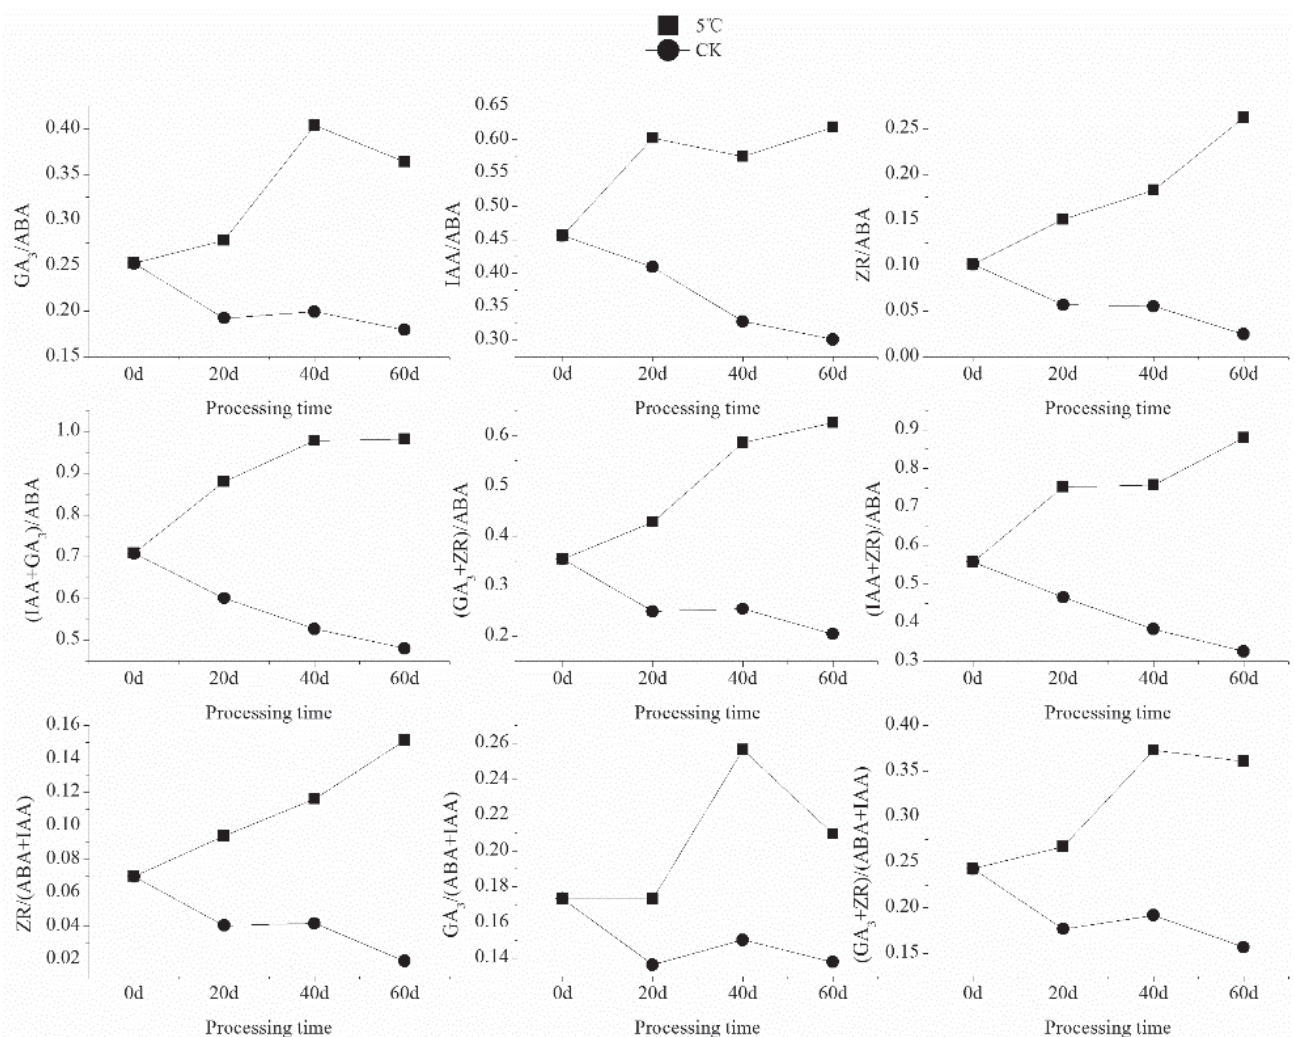 5℃
CK
GA3/ABA
0.40
0.35
0.30
0.25
0.20
0.15
0d 20d 40d 60d
Processing time
IAA/ABA
0.65
0.60
0.55
0.50
0.45
0.40
0.35
0.30
0d 20d 40d 60d
Processing time
ZR/ABA
0.25
0.20
0.15
0.10
0.05
0.00
0d 20d 40d 60d
Processing time
(IAA+GA3)/ABA
1.0
0.9
0.8
0.7
0.6
0.5
0d 20d 40d 60d
Processing time
(GA3+ZR)/ABA
0.6
0.5
0.4
0.3
0.2
0d 20d 40d 60d
Processing time
(IAA+ZR)/ABA
0.9
0.8
0.7
0.6
0.5
0.4
0.3
0d 20d 40d 60d
Processing time
ZR/(ABA+IAA)
0.16
0.14
0.12
0.10
0.08
0.06
0.04
0.02
0d 20d 40d 60d
Processing time
GA3/(ABA+IAA)
0.26
0.24
0.22
0.20
0.18
0.16
0.14
0d 20d 40d 60d
Processing time
(GA3+ZR)/(ABA+IAA)
0.40
0.35
0.30
0.25
0.20
0.15
0d 20d 40d 60d
Processing time